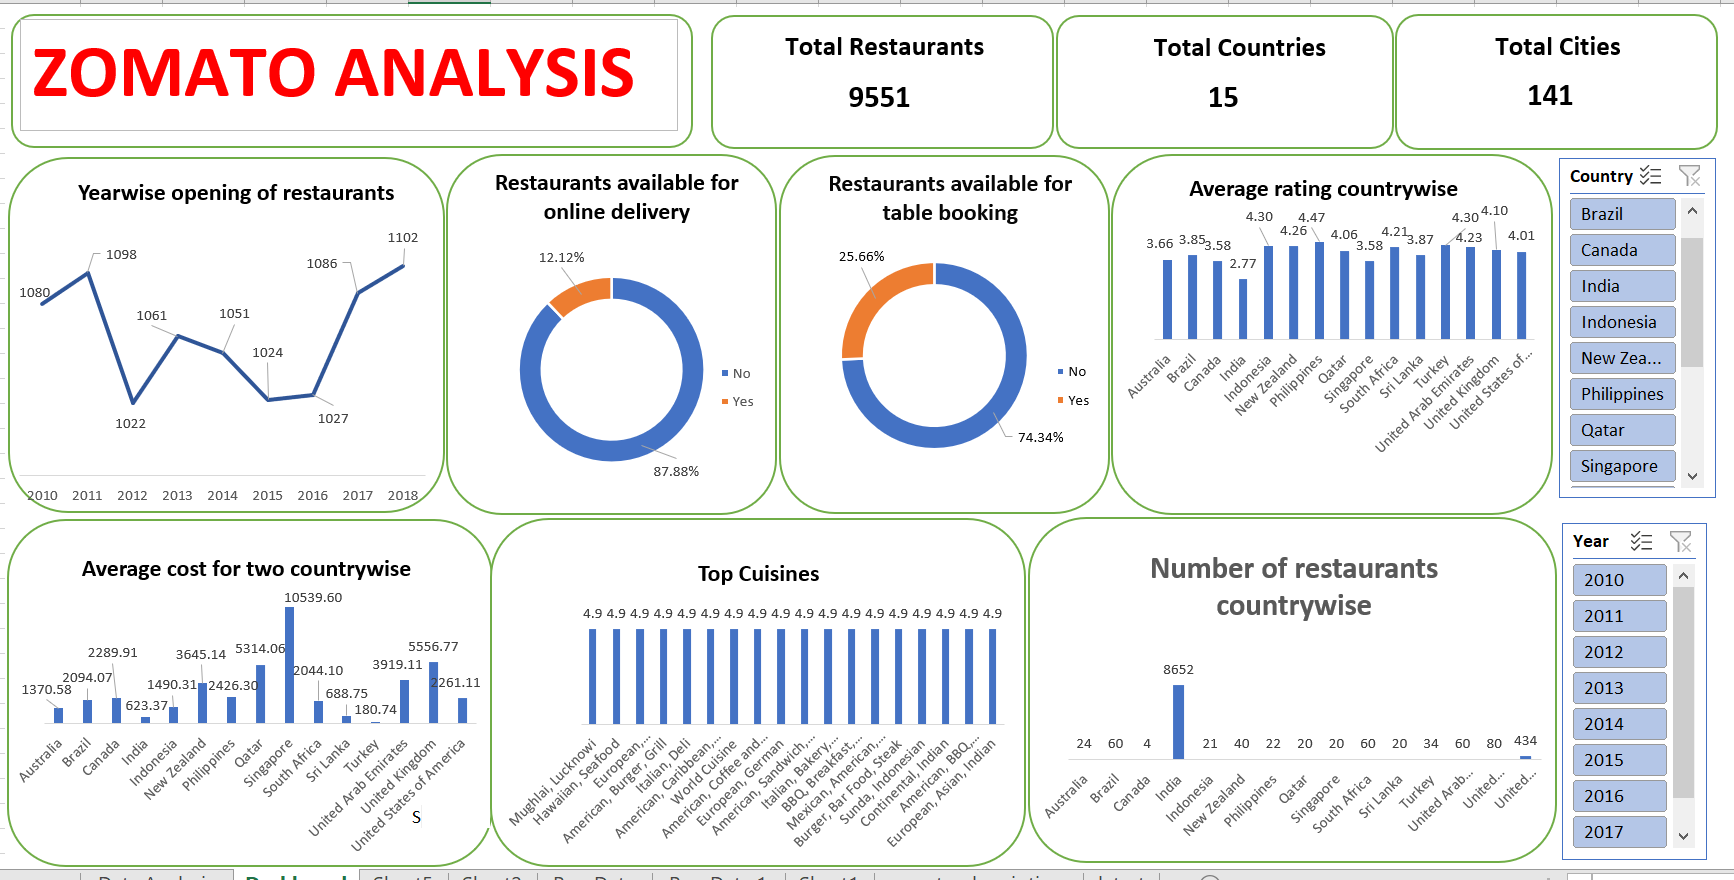 ZOMATO ANALYSIS
Total Restaurants
9551
Total Countries
15
Total Cities
141
Yearwise opening of restaurants
1080
1098
1022
1061
1051
1024
1027
1086
1102
2010 2011 2012 2013 2014 2015 2016 2017 2018
Restaurants available for
online delivery
12.12%
87.88%
No
Yes
Restaurants available for
table booking
25.66%
74.34%
No
Yes
Average rating countrywise
3.66 3.85 3.58 2.77 4.30 4.26 4.47 4.06 3.58 4.21 3.87 4.30 4.23 4.10 4.01
Australia
Brazil
Canada
India
Indonesia
New Zealand
Philippines
Qatar
Singapore
South Africa
Sri Lanka
Turkey
United Arab Emirates
United Kingdom
United States of...
Country
Brazil
Canada
India
Indonesia
New Zea...
Philippines
Qatar
Singapore
Average cost for two countrywise
1370.58 2094.07 2289.91 623.37 1490.31 3645.14 2426.30 5314.06 10539.60 2044.10 688.75 180.74 3919.11 5556.77 2261.11
Australia
Brazil
Canada
India
Indonesia
New Zealand
Philippines
Qatar
Singapore
South Africa
Sri Lanka
Turkey
United Arab Emirates
United Kingdom
United States of America
S
Top Cuisines
4.9 4.9 4.9 4.9 4.9 4.9 4.9 4.9 4.9 4.9 4.9 4.9 4.9 4.9 4.9 4.9 4.9 4.9
Mughlai, Lucknowi
Hawaiian, Seafood
European,...
American, Burger, Grill
Italian, Deli
American, Caribbean,...
World Cuisine
American, Coffee and...
European, German
American, Sandwich,...
Italian, Bakery,...
BBQ, Breakfast,...
Mexican, American,...
Burger, Bar Food, Steak
Sunda, Indonesian
Continental, Indian
American, BBQ,...
European, Asian, Indian
Number of restaurants
countrywise
24 60 4 8652 21 40 22 20 20 60 20 34 60 80 434
Australia
Brazil
Canada
India
Indonesia
New Zealand
Philippines
Qatar
Singapore
South Africa
Sri Lanka
Turkey
United Arab...
United...
United...
Year
2010
2011
2012
2013
2014
2015
2016
2017